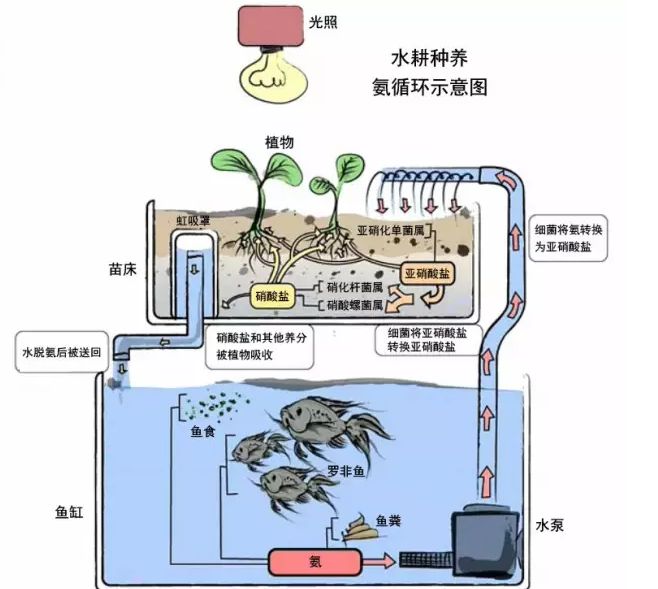 光照
水耕种养
氨循环示意图
植物
虹吸罩
亚硝化单菌属
细菌将氨转换
为亚硝酸盐
苗床
亚硝酸盐
硝酸盐
硝化杆菌属
硝酸螺菌属
水脱氨后被送回
硝酸盐和其他养分
被植物吸收
细菌将亚硝酸盐
转换亚硝酸盐
鱼食
罗非鱼
鱼缸
鱼粪
水泵
氨